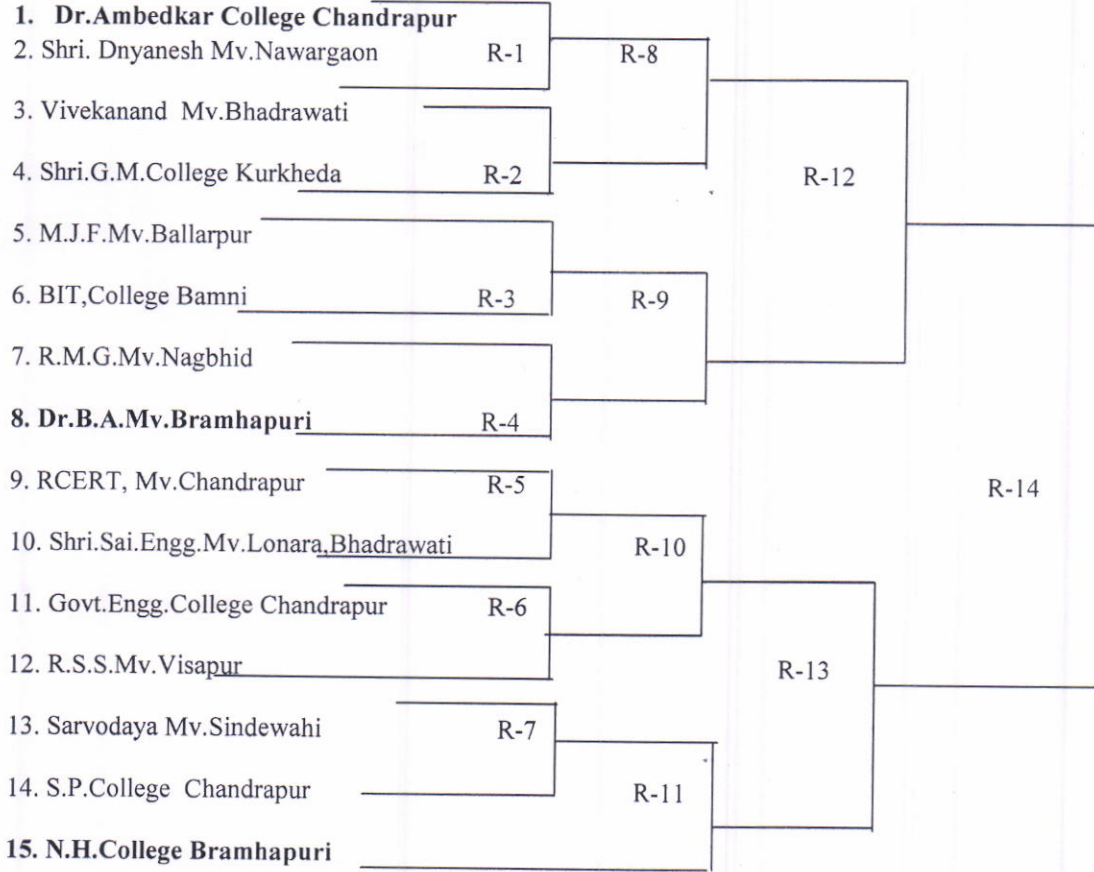 1. Dr.Ambedkar College Chandrapur
2. Shri. Dnyanesh Mv.Nawargaon R-1 R-8
3. Vivekanand Mv.Bhadrawati
4. Shri.G.M.College Kurkheda R-2 R-12
5. M.J.F.Mv.Ballarpur
6. BIT,College Bamni R-3 R-9
7. R.M.G.Mv.Nagbhid
8. Dr.B.A.Mv.Bramhapuri R-4
9. RCERT, Mv.Chandrapur R-5 R-14
10. Shri.Sai.Engg.Mv.Lonara,Bhadrawati R-10
11. Govt.Engg.College Chandrapur R-6
12. R.S.S.Mv.Visapur R-13
13. Sarvodaya Mv.Sindewahi R-7
14. S.P.College Chandrapur R-11
15. N.H.College Bramhapuri